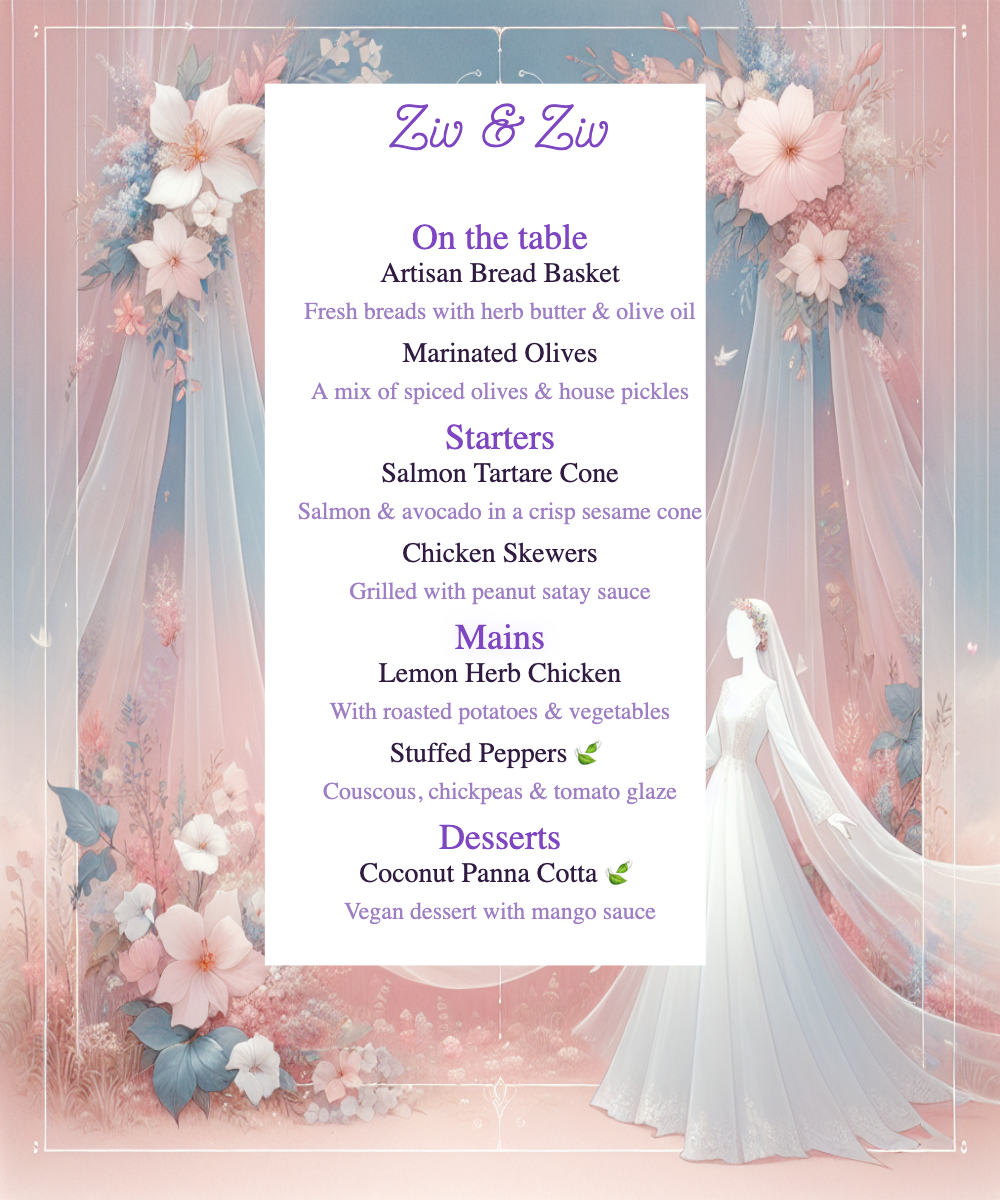 Ziv & Ziv
On the table
Artisan Bread Basket
Fresh breads with herb butter & olive oil
Marinated Olives
A mix of spiced olives & house pickles
Starters
Salmon Tartare Cone
Salmon & avocado in a crisp sesame cone
Chicken Skewers
Grilled with peanut satay sauce
Mains
Lemon Herb Chicken
With roasted potatoes & vegetables
Stuffed Peppers 🌿
Couscous, chickpeas & tomato glaze
Desserts
Coconut Panna Cotta 🌿
Vegan dessert with mango sauce